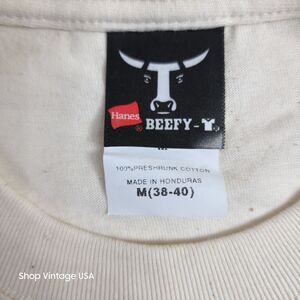 Hanes
BEEFY-T
M
100% PRESHRUNK COTTON
MADE IN HONDURAS
M(38-40)
Shop Vintage USA